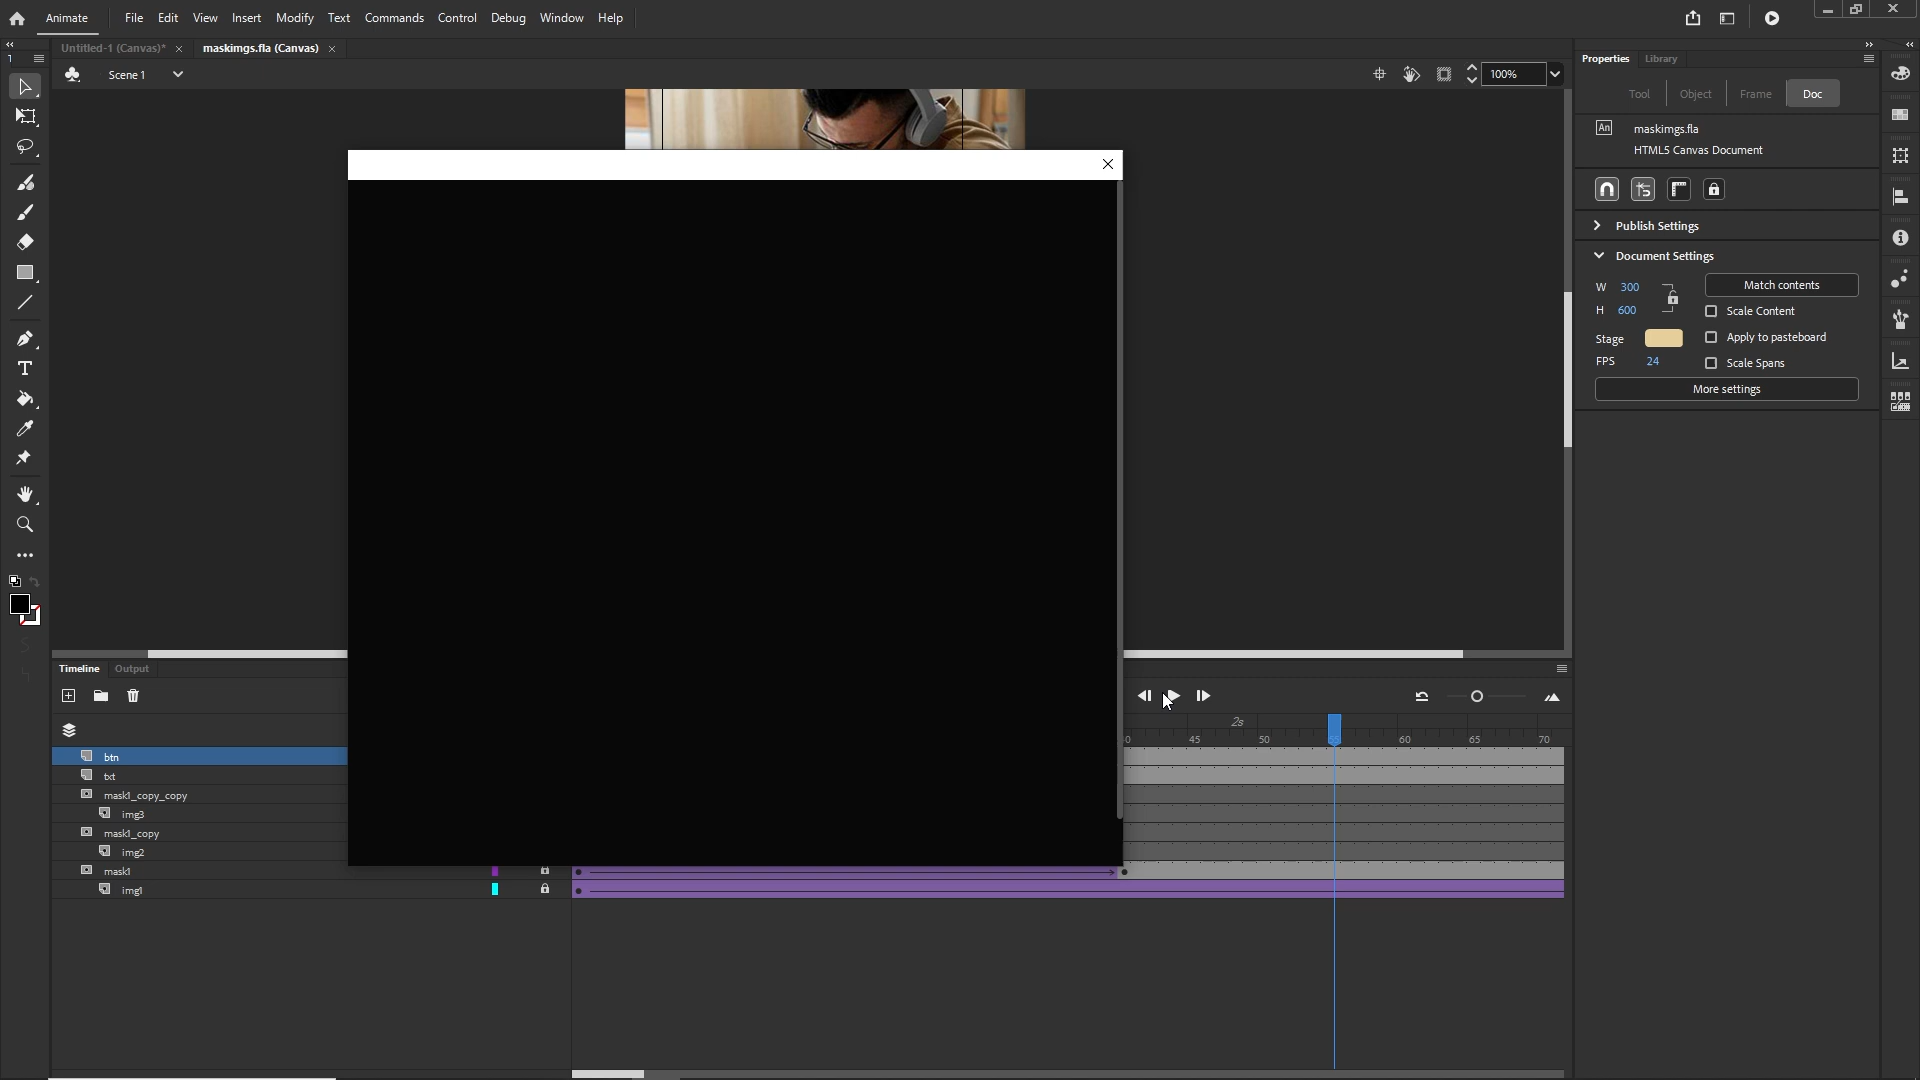 Animate File Edit View Insert Modify Text Commands Control Debug Window Help
Untitled-1 (Canvas)* maskimgs.fla (Canvas)
Scene 1 100%
Properties Library
Tool Object Frame Doc
An maskimgs.fla
HTML5 Canvas Document
Publish Settings
Document Settings
W 300 Match contents
H 600 Scale Content
Stage Apply to pasteboard
FPS 24 Scale Spans
More settings
Timeline Output
2s
45 50 55 60 65 70
btn
txt
mask1_copy_copy
img3
mask1_copy
img2
mask1
img1